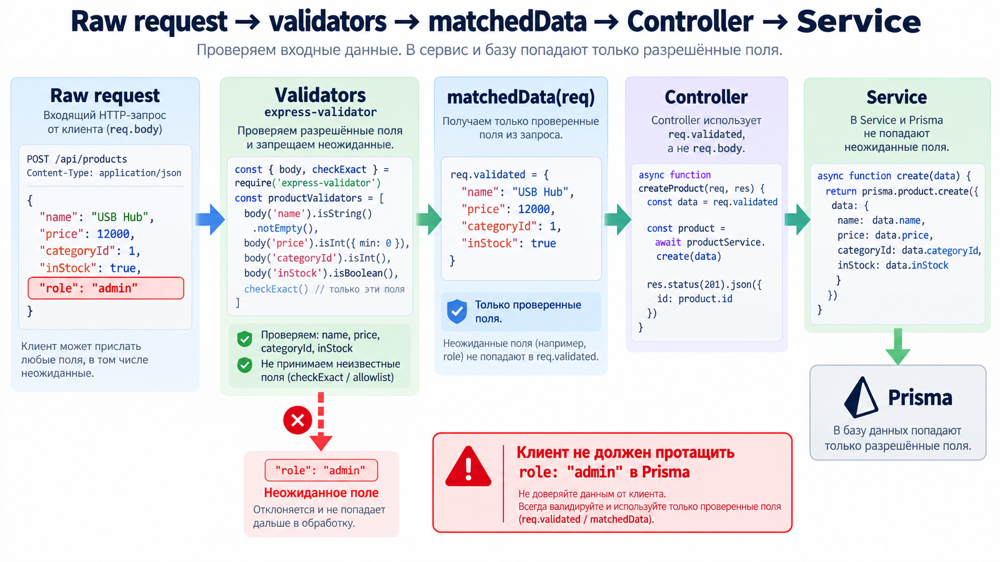 Raw request → validators → matchedData → Controller → Service
Проверяем входные данные. В сервис и базу попадают только разрешённые поля.
Raw request
Входящий HTTP-запрос
от клиента (req.body)
POST /api/products
Content-Type: application/json
{
"name": "USB Hub",
"price": 12000,
"categoryId": 1,
"inStock": true,
"role": "admin"
}
Клиент может прислать
любые поля, в том числе
неожиданные.
Validators
express-validator
Проверяем разрешённые поля
и запрещаем неожиданные.
const { body, checkExact } =
require('express-validator')
const productValidators = [
body('name').isString()
.notEmpty(),
body('price').isInt({ min: 0 }),
body('categoryId').isInt(),
body('inStock').isBoolean(),
checkExact() // только эти поля
]
Проверяем: name, price,
categoryId, inStock
Не принимаем неизвестные
поля (checkExact / allowlist)
"role": "admin"
Неожиданное поле
Отклоняется и не попадает
дальше в обработку.
matchedData(req)
Получаем только проверенные
поля из запроса.
req.validated = {
"name": "USB Hub",
"price": 12000,
"categoryId": 1,
"inStock": true
}
Только проверенные
поля.
Неожиданные поля (например,
role) не попадают в req.validated.
Controller
Controller использует
req.validated,
а не req.body.
async function
createProduct(req, res) {
const data = req.validated
const product =
await productService.
create(data)
res.status(201).json({
id: product.id
})
}
Service
В Service и Prisma
не попадают
неожиданные поля.
async function create(data) {
return prisma.product.create({
data: {
name: data.name,
price: data.price,
categoryId: data.categoryId,
inStock: data.inStock
}
})
}
Prisma
В базу данных попадают
только разрешённые поля.
Клиент не должен протащить
role: "admin" в Prisma
Не доверяйте данным от клиента.
Всегда валидируйте и используйте только проверенные поля
(req.validated / matchedData).